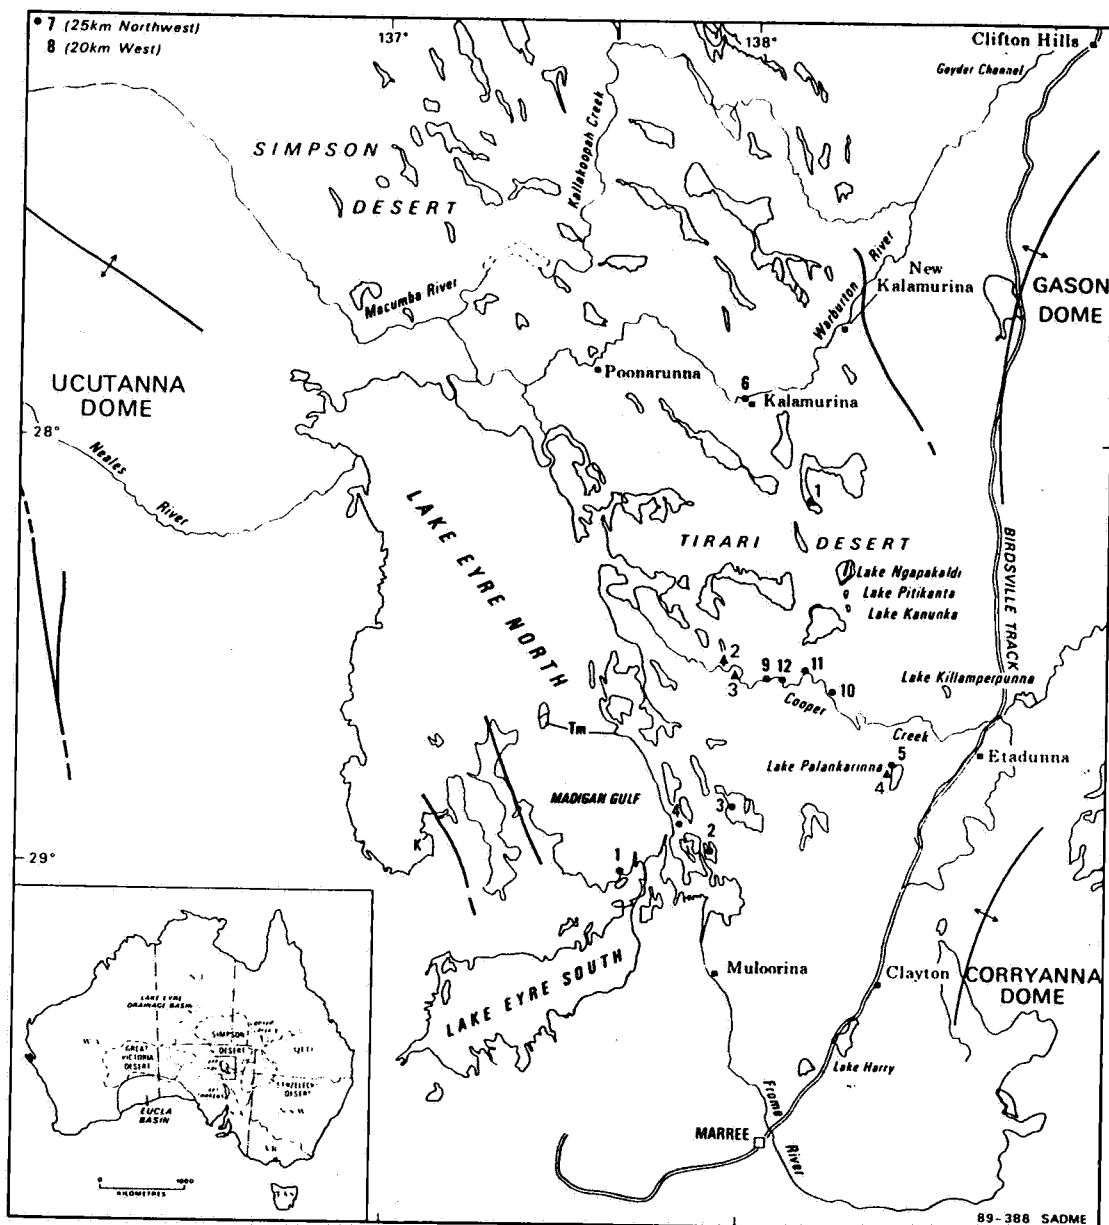 7 (25km Northwest)
8 (20km West)
137°
138°
Clifton Hills
Goyder Channel
SIMPSON
DESERT
Kallakoopah Creek
Macumba River
Warburton River
New
Kalamurina
GASON
DOME
UCUTANNA
DOME
Poonarunna
6
Kalamurina
28°
Neales
River
1
LAKE EYRE NORTH
TIRARI DESERT
BIRDSVILLE TRACK
Lake Ngapakaldi
Lake Pitikanta
Lake Kanunka
2
3
9
12
11
10
Cooper
Creek
Lake Killamperpunna
Tm
Lake Palankarinna
5
4
Etadunna
MADIGAN GULF
3
4
2
1
K
29°
LAKE EYRE SOUTH
Muloorina
Clayton
CORRYANNA
DOME
Lake Harry
Frome
River
MARREE
LAKE EYRE
DRAINAGE BASIN
SIMPSON
DESERT
GREAT
VICTORIA
DESERT
EUCLA
BASIN
0 1000
KILOMETRES
89-388 SADME